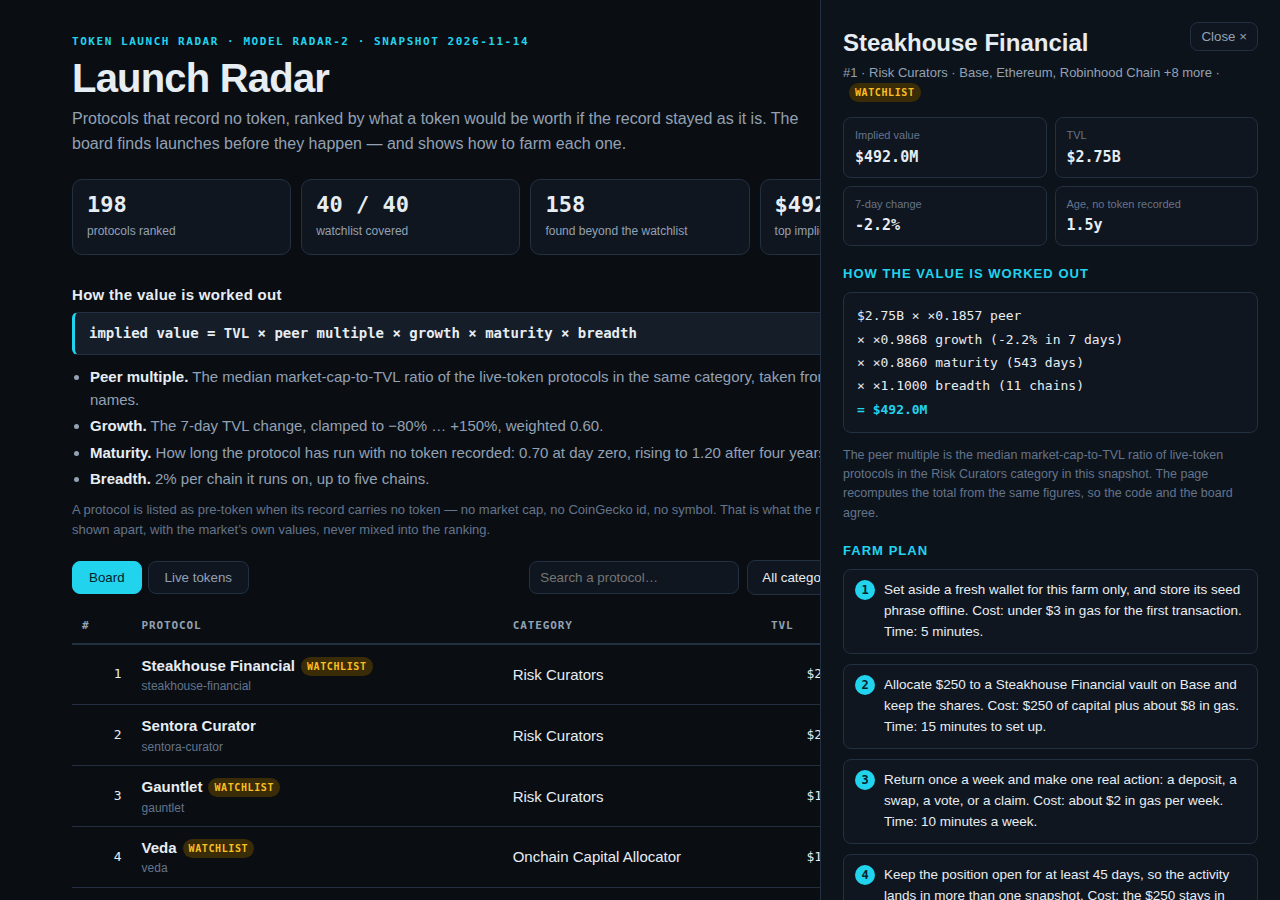 TOKEN LAUNCH RADAR · MODEL RADAR-2 · SNAPSHOT 2026-11-14
Launch Radar
Protocols that record no token, ranked by what a token would be worth if the record stayed as it is. The
board finds launches before they happen — and shows how to farm each one.
198
protocols ranked
40 / 40
watchlist covered
158
found beyond the watchlist
$492
top impli
How the value is worked out
implied value = TVL × peer multiple × growth × maturity × breadth
• Peer multiple. The median market-cap-to-TVL ratio of the live-token protocols in the same category, taken from
names.
• Growth. The 7-day TVL change, clamped to −80% … +150%, weighted 0.60.
• Maturity. How long the protocol has run with no token recorded: 0.70 at day zero, rising to 1.20 after four years
• Breadth. 2% per chain it runs on, up to five chains.
A protocol is listed as pre-token when its record carries no token — no market cap, no CoinGecko id, no symbol. That is what the r
shown apart, with the market’s own values, never mixed into the ranking.
Board
Live tokens
Search a protocol…
All catego
# PROTOCOL CATEGORY TVL
1 Steakhouse Financial WATCHLIST Risk Curators $2
steakhouse-financial
2 Sentora Curator Risk Curators $2
sentora-curator
3 Gauntlet WATCHLIST Risk Curators $1
gauntlet
4 Veda WATCHLIST Onchain Capital Allocator $1
veda
Steakhouse Financial
Close ×
#1 · Risk Curators · Base, Ethereum, Robinhood Chain +8 more ·
WATCHLIST
Implied value
$492.0M
TVL
$2.75B
7-day change
-2.2%
Age, no token recorded
1.5y
HOW THE VALUE IS WORKED OUT
$2.75B × ×0.1857 peer
× ×0.9868 growth (-2.2% in 7 days)
× ×0.8860 maturity (543 days)
× ×1.1000 breadth (11 chains)
= $492.0M
The peer multiple is the median market-cap-to-TVL ratio of live-token
protocols in the Risk Curators category in this snapshot. The page
recomputes the total from the same figures, so the code and the board
agree.
FARM PLAN
1 Set aside a fresh wallet for this farm only, and store its seed
phrase offline. Cost: under $3 in gas for the first transaction.
Time: 5 minutes.
2 Allocate $250 to a Steakhouse Financial vault on Base and
keep the shares. Cost: $250 of capital plus about $8 in gas.
Time: 15 minutes to set up.
3 Return once a week and make one real action: a deposit, a
swap, a vote, or a claim. Cost: about $2 in gas per week.
Time: 10 minutes a week.
4 Keep the position open for at least 45 days, so the activity
lands in more than one snapshot. Cost: the $250 stays in